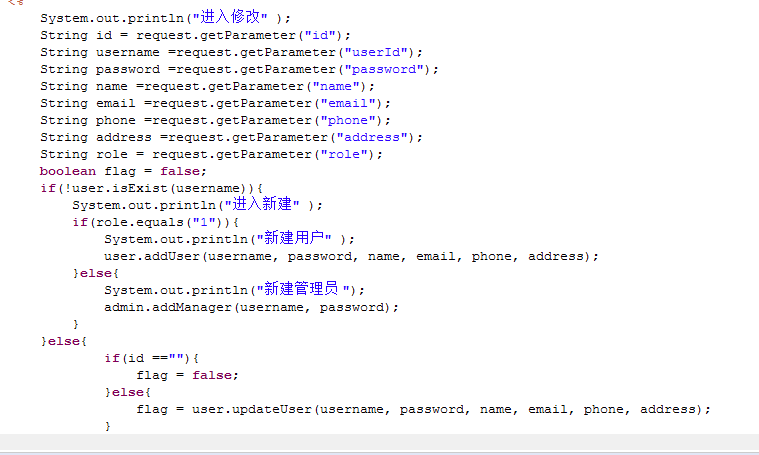 <%
System.out.println("进入修改" );
String id = request.getParameter("id");
String username =request.getParameter("userId");
String password =request.getParameter("password");
String name =request.getParameter("name");
String email =request.getParameter("email");
String phone =request.getParameter("phone");
String address =request.getParameter("address");
String role = request.getParameter("role");
boolean flag = false;
if(!user.isExist(username)){
System.out.println("进入新建" );
if(role.equals("1")){
System.out.println("新建用户" );
user.addUser(username, password, name, email, phone, address);
}else{
System.out.println("新建管理员");
admin.addManager(username, password);
}
}else{
if(id ==""){
flag = false;
}else{
flag = user.updateUser(username, password, name, email, phone, address);
}